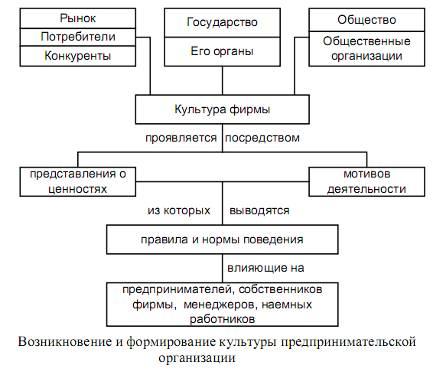 Рынок
Потребители
Конкуренты
Государство
Его органы
Общество
Общественные
организации
Культура фирмы
проявляется посредством
представления о
ценностях
мотивов
деятельности
из которых выводятся
правила и нормы поведения
влияющие на
предпринимателей, собственников
фирмы, менеджеров, наемных
работников
Возникновение и формирование культуры предпринимательской
организации